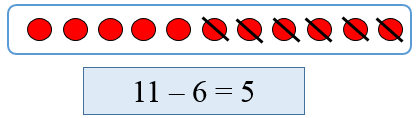 11 – 6 = 5